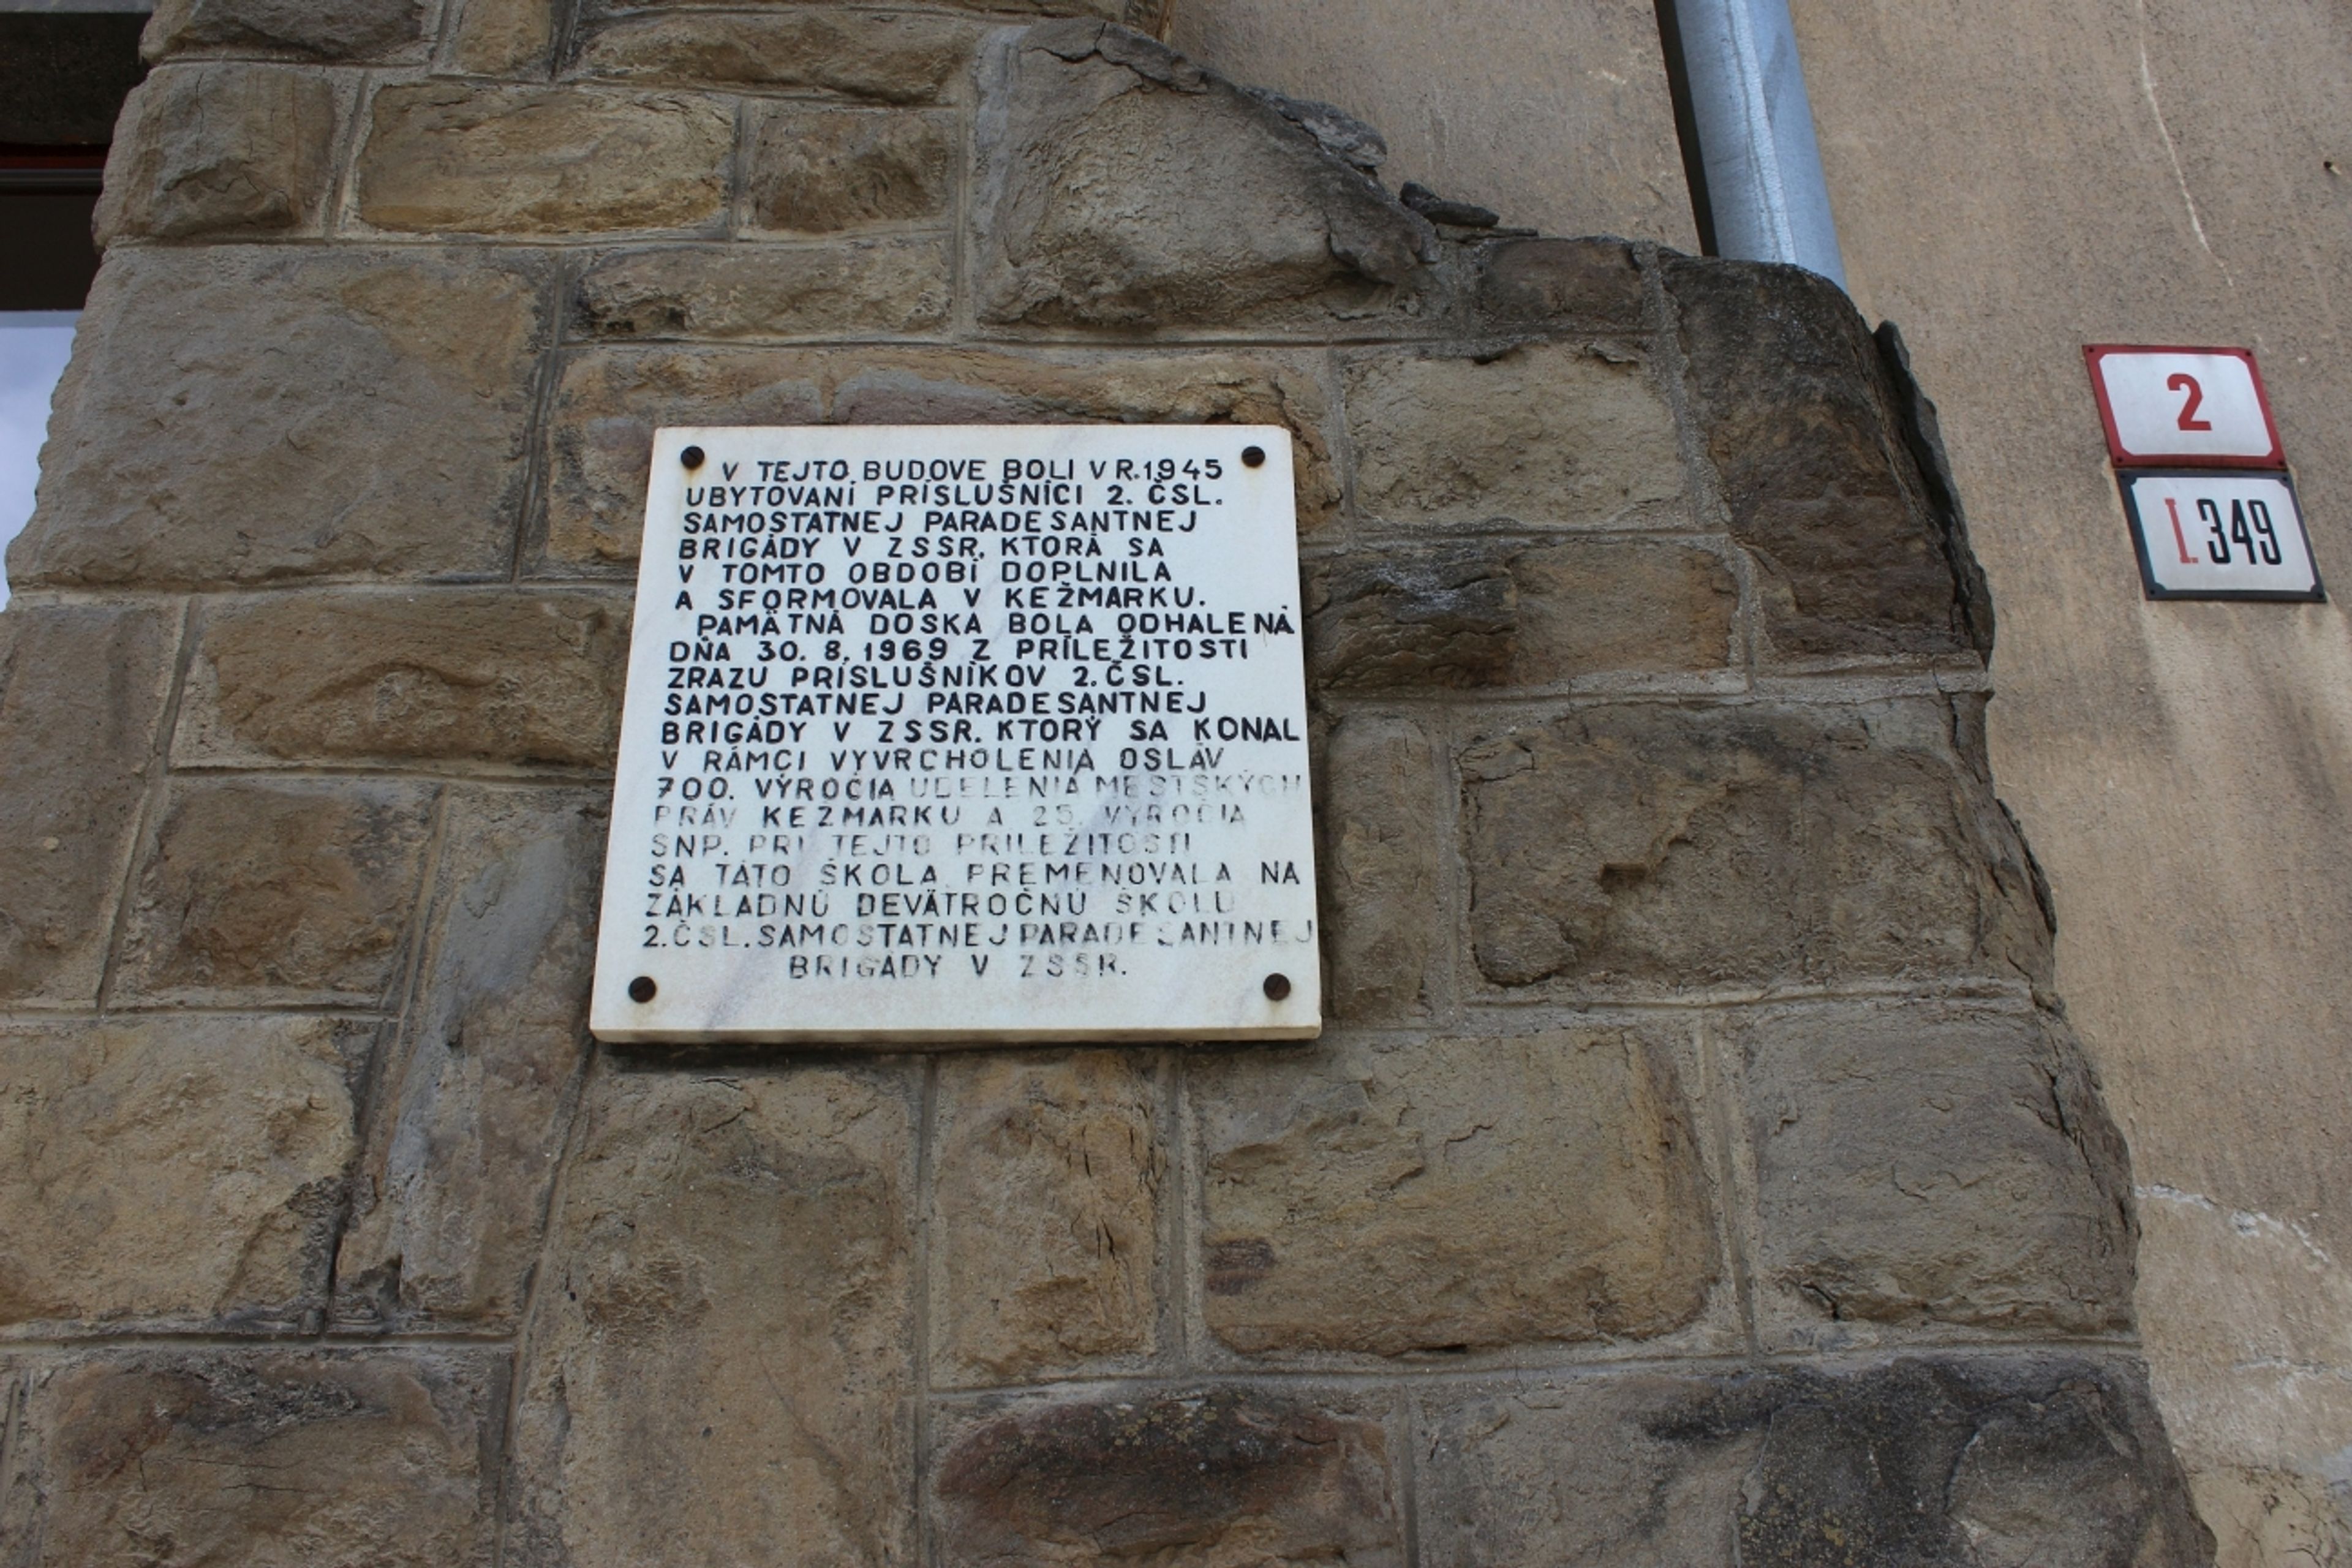 V TEJTO BUDOVE BOLI V R.1945
UBYTOVANÍ PRÍSLUŠNÍCI 2. ČSL.
SAMOSTATNEJ PARADESANTNEJ
BRIGÁDY V ZSSR, KTORÁ SA
V TOMTO OBDOBÍ DOPLNILA
A SFORMOVALA V KEŽMARKU.
PAMÄTNÁ DOSKA BOLA ODHALENÁ
DŇA 30. 8. 1969 Z PRÍLEŽITOSTI
ZRAZU PRÍSLUŠNÍKOV 2. ČSL.
SAMOSTATNEJ PARADESANTNEJ
BRIGÁDY V ZSSR. KTORÝ SA KONAL
V RÁMCI VYVRCHOLENIA OSLÁV
700. VÝROČIA UDELENIA MESTSKÝCH
PRÁV KEŽMARKU A 25. VÝROČIA
SNP. PRI TEJTO PRÍLEŽITOSTI
SA TÁTO ŠKOLA PREMENOVALA NA
ZÁKLADNÚ DEVÄTROČNÚ ŠKOLU
2. ČSL. SAMOSTATNEJ PARADESANTNEJ
BRIGÁDY V ZSSR.
2
I. 349